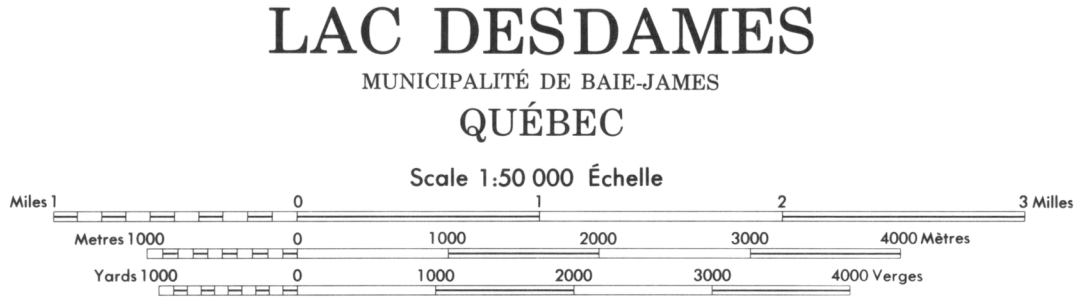 LAC DESDAMES
MUNICIPALITÉ DE BAIE-JAMES
QUÉBEC
Scale 1:50 000 Échelle
Miles 1 0 1 2 3 Milles
Metres 1000 0 1000 2000 3000 4000 Mètres
Yards 1000 0 1000 2000 3000 4000 Verges